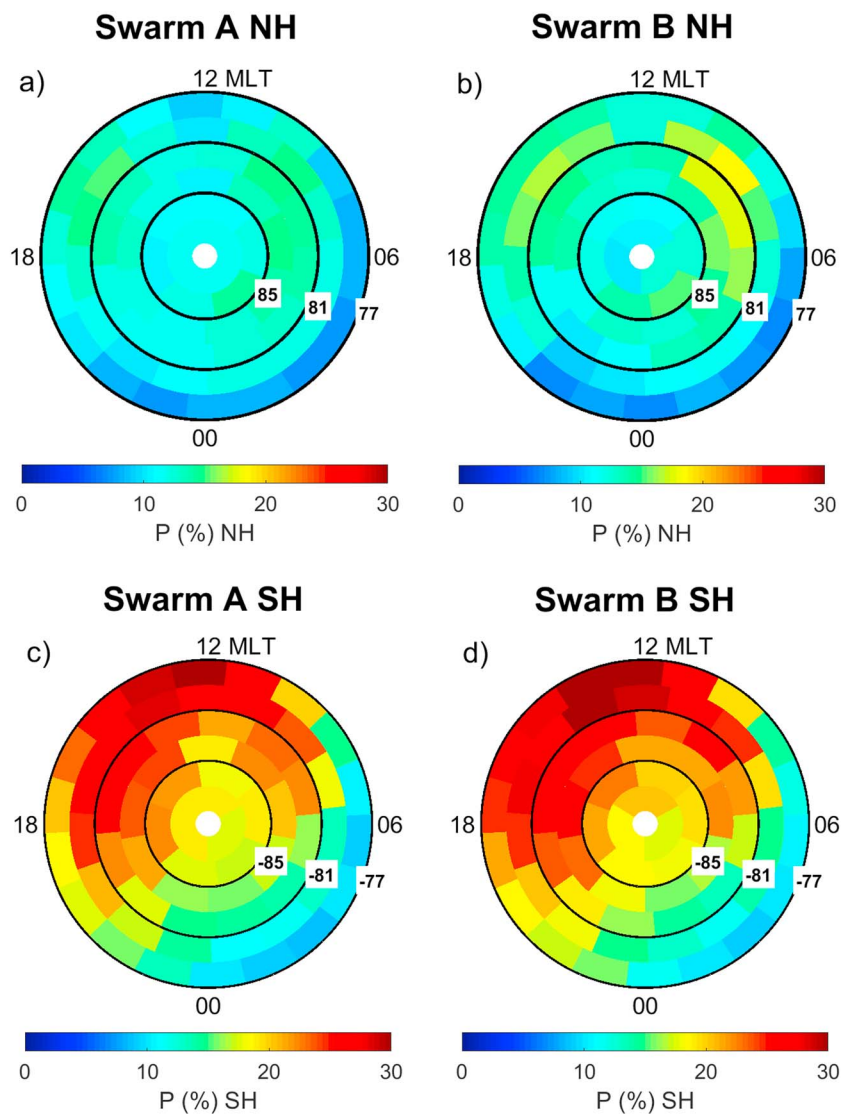 Swarm A NH
Swarm B NH
a)
12 MLT
b)
12 MLT
18
06
18
06
85
81
77
85
81
77
00
00
0
10
20
30
0
10
20
30
P (%) NH
P (%) NH
Swarm A SH
Swarm B SH
c)
12 MLT
d)
12 MLT
18
06
18
06
-85
-81
-77
-85
-81
-77
00
00
0
10
20
30
0
10
20
30
P (%) SH
P (%) SH